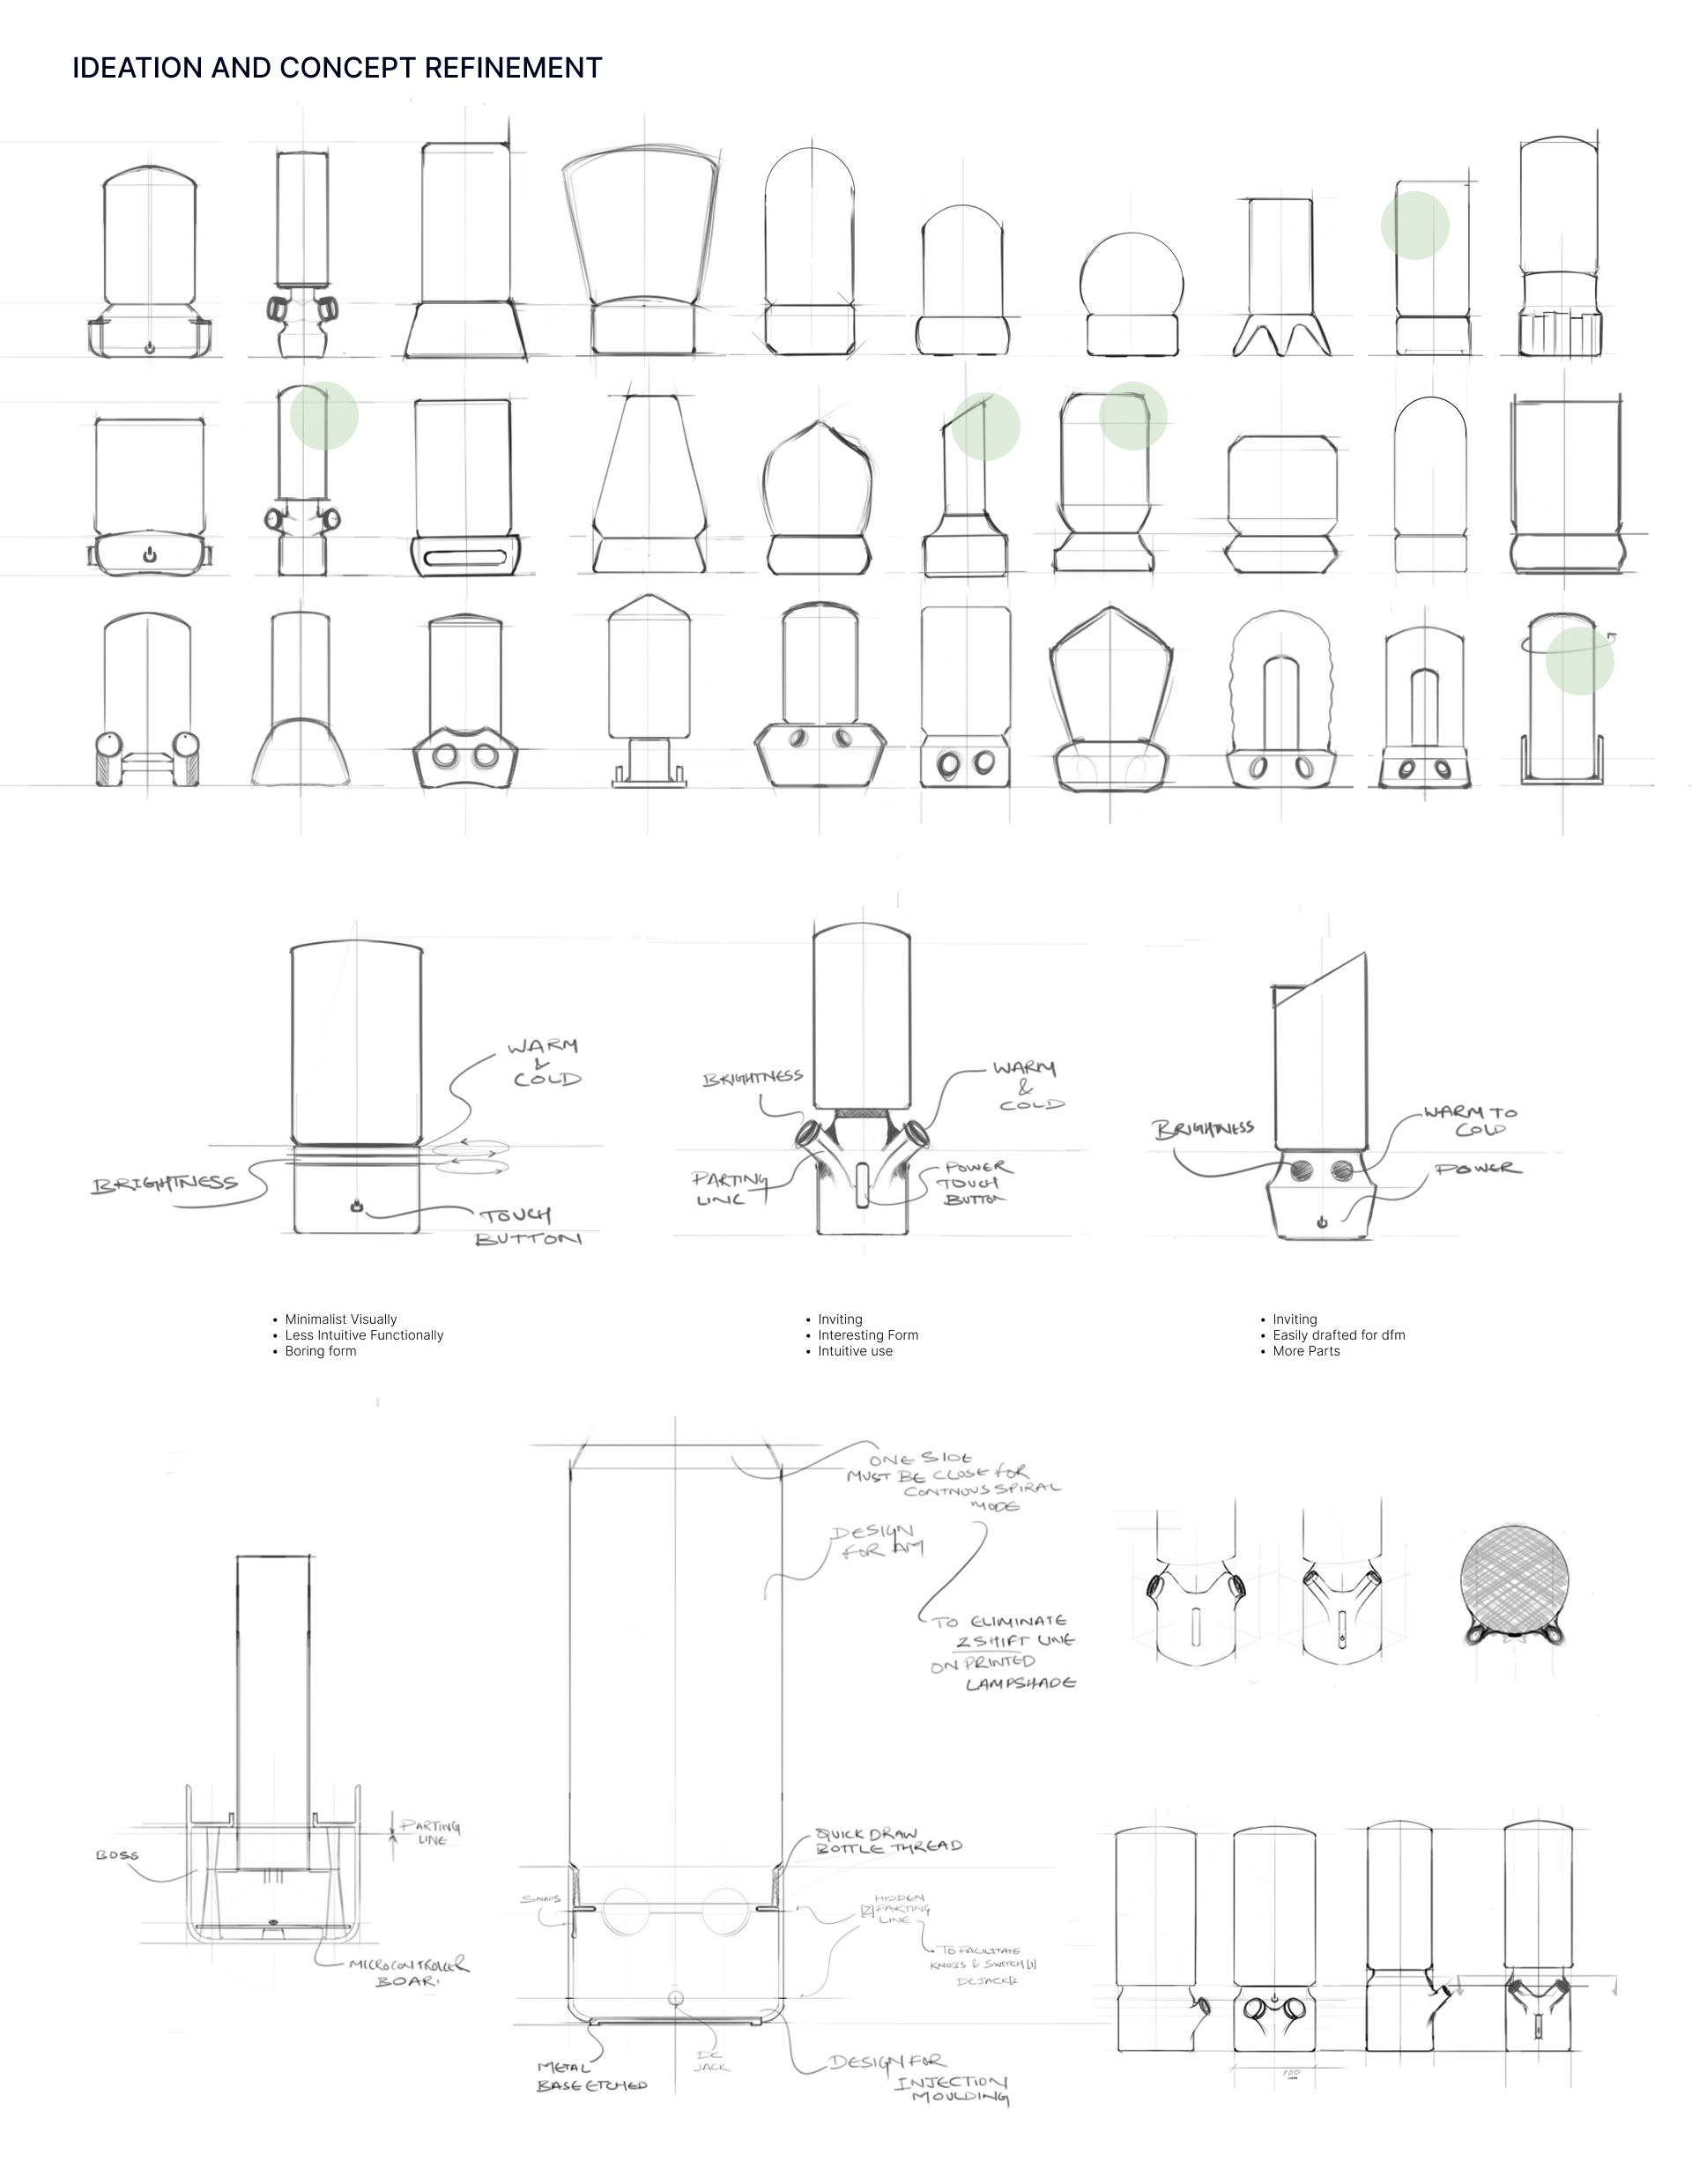 IDEATION AND CONCEPT REFINEMENT
WARM
&
COLD
BRIGHTNESS
TOUCH
BUTTON
BRIGHTNESS
WARM
&
COLD
PARTING
LINE
POWER
TOUCH
BUTTON
BRIGHTNESS
WARM TO
COLD
POWER
• Minimalist Visually
• Less Intuitive Functionally
• Boring form
• Inviting
• Interesting Form
• Intuitive use
• Inviting
• Easily drafted for dfm
• More Parts
ONE SIDE
MUST BE CLOSE FOR
CONTNUOUS SPIRAL
MODE
DESIGN
FOR AM
TO ELIMINATE
Z SHIFT LINE
ON PRINTED
LAMPSHADE
PARTING
LINE
BOSS
MICROCONTROLLER
BOAR
QUICK DRAW
BOTTLE THREAD
SNAPS
HIDDEN
[2] PARTING
LINE
TO FACILITATE
KNOBS & SWITCH [1]
DC JACK [2
DC
JACK
METAL
BASE ETCHED
DESIGN FOR
INJECTION
MOULDING
100